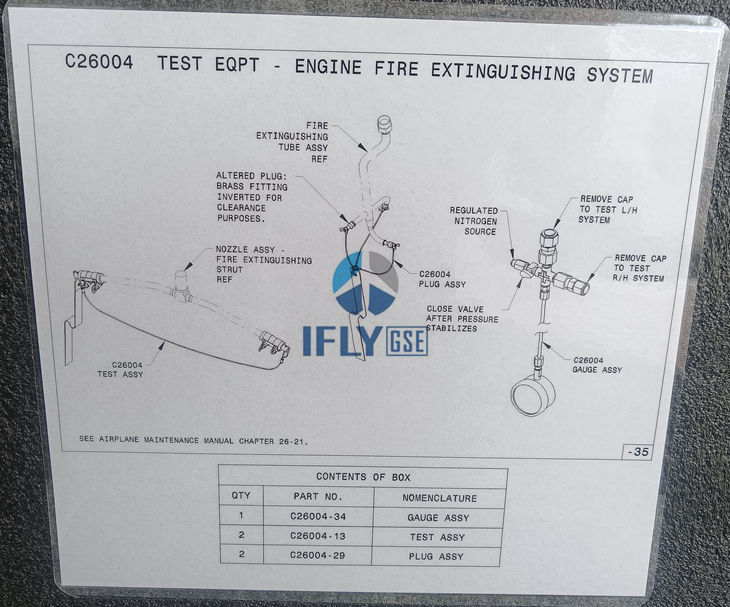 C26004 TEST EQPT - ENGINE FIRE EXTINGUISHING SYSTEM
FIRE
EXTINGUISHING
TUBE ASSY
REF
ALTERED PLUG:
BRASS FITTING
INVERTED FOR
CLEARANCE
PURPOSES.
NOZZLE ASSY -
FIRE EXTINGUISHING
STRUT
REF
C26004
TEST ASSY
C26004
PLUG ASSY
REGULATED
NITROGEN
SOURCE
REMOVE CAP
TO TEST L/H
SYSTEM
REMOVE CAP
TO TEST
R/H SYSTEM
CLOSE VALVE
AFTER PRESSURE
STABILIZES
C26004
GAUGE ASSY
IFLY GSE
SEE AIRPLANE MAINTENANCE MANUAL CHAPTER 26-21.
-35
CONTENTS OF BOX
QTY PART NO. NOMENCLATURE
1 C26004-34 GAUGE ASSY
2 C26004-13 TEST ASSY
2 C26004-29 PLUG ASSY